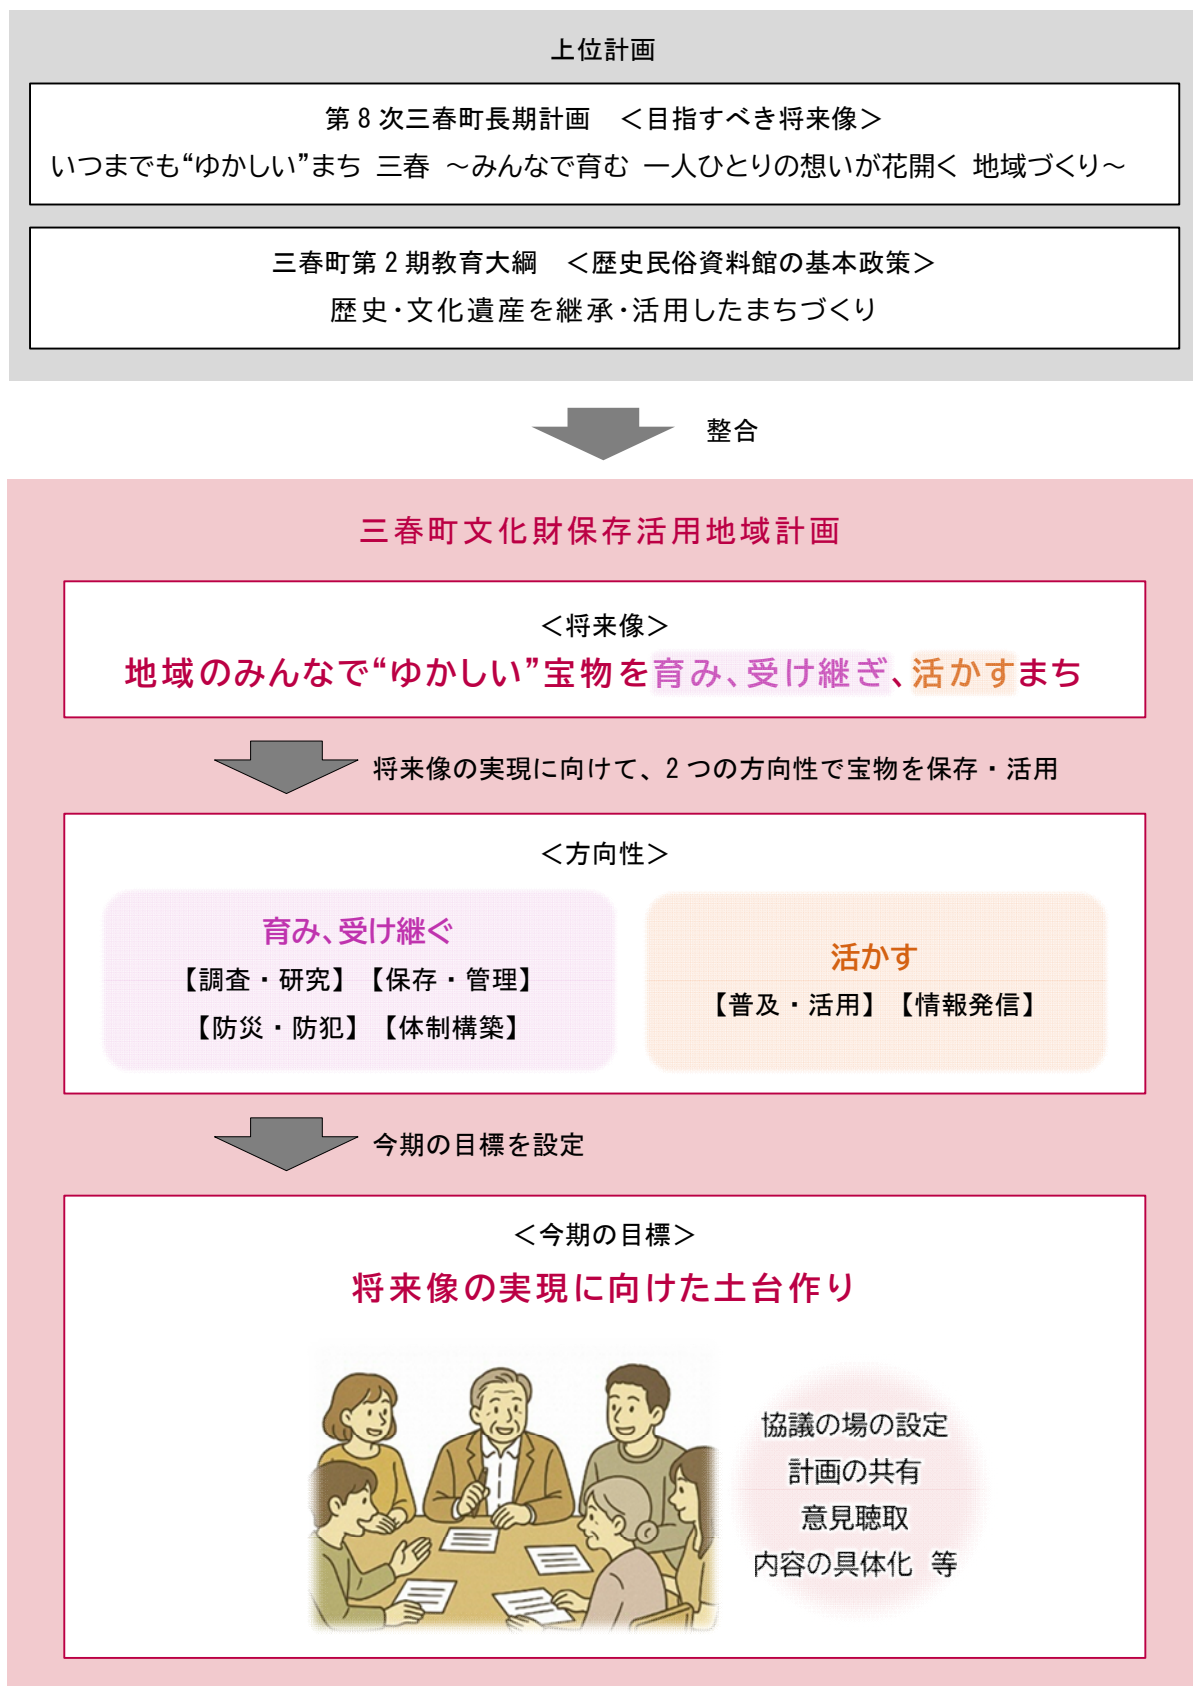 上位計画
第8次三春町長期計画　＜目指すべき将来像＞
いつまでも“ゆかしい”まち 三春 ～みんなで育む 一人ひとりの想いが花開く 地域づくり～
三春町第2期教育大綱　＜歴史民俗資料館の基本政策＞
歴史・文化遺産を継承・活用したまちづくり
整合
三春町文化財保存活用地域計画
＜将来像＞
地域のみんなで“ゆかしい”宝物を育み、受け継ぎ、活かすまち
将来像の実現に向けて、2つの方向性で宝物を保存・活用
＜方向性＞
育み、受け継ぐ
【調査・研究】【保存・管理】
【防災・防犯】【体制構築】
活かす
【普及・活用】【情報発信】
今期の目標を設定
＜今期の目標＞
将来像の実現に向けた土台作り
協議の場の設定
計画の共有
意見聴取
内容の具体化 等